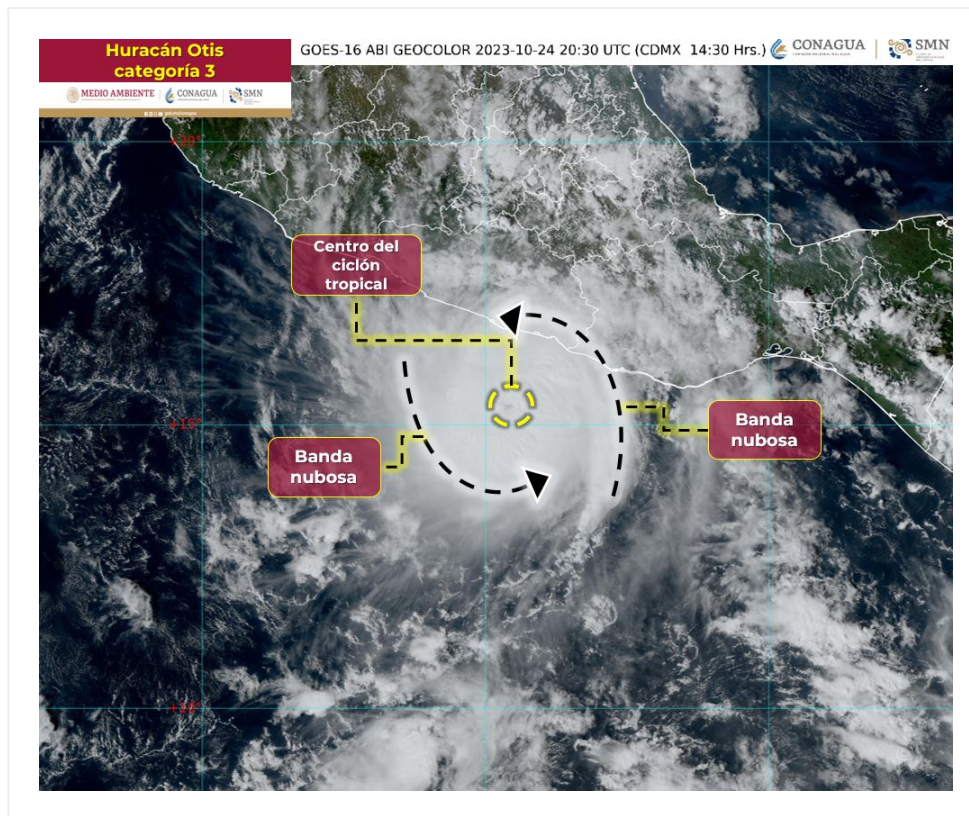 Huracán Otis
categoría 3
GOES-16 ABI GEOCOLOR 2023-10-24 20:30 UTC (CDMX 14:30 Hrs.)
CONAGUA
SMN
MEDIO AMBIENTE
CONAGUA
SMN
+20°
Centro del
ciclón
tropical
+15°
Banda
nubosa
Banda
nubosa
+10°